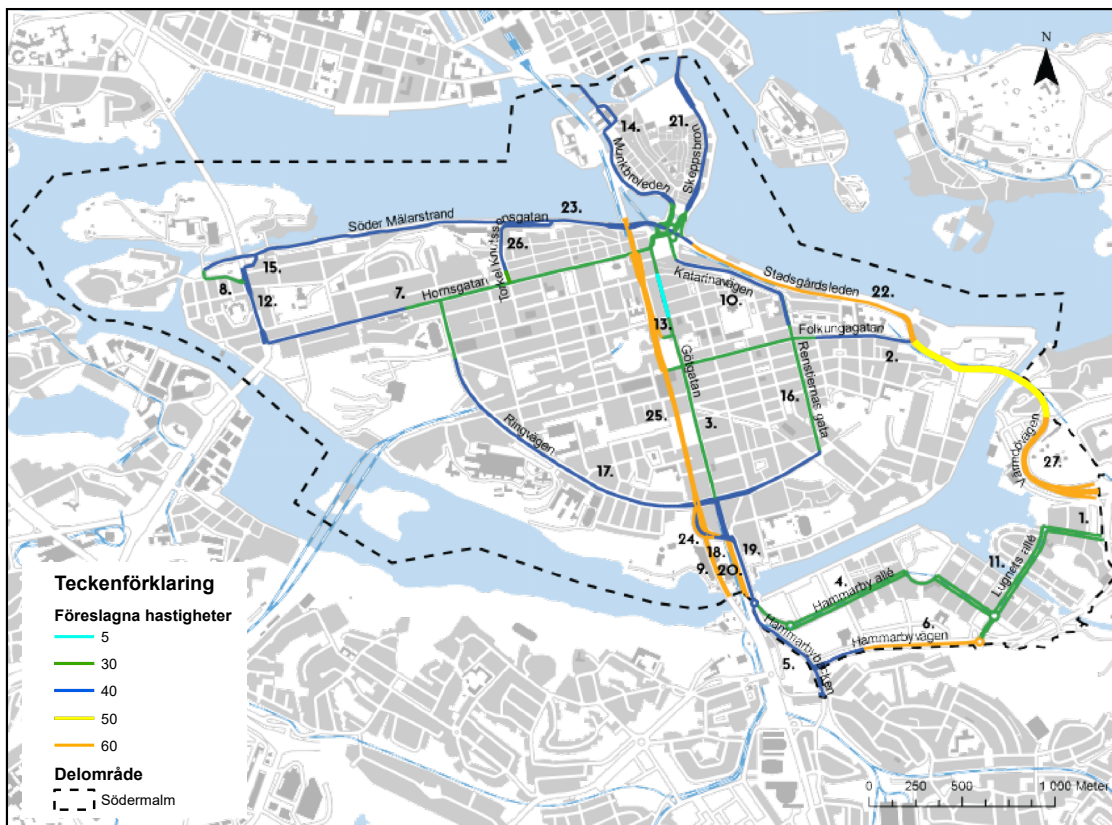 N
14.
21.
Munkbroleden
Skeppsbron
23.
Söder Mälarstrand
Torkel Knutssonsgatan
26.
15.
8.
12.
7.
Hornsgatan
Katarinavägen
10.
Stadsgårdsleden
22.
13.
Folkungagatan
2.
Götgatan
Renstiernas gata
16.
25.
3.
Ringvägen
17.
Värmdövägen
27.
1.
24.
18.
19.
9.
20.
11.
Lugnets allé
4.
Hammarby allé
6.
Hammarbyvägen
Hammarbybacken
5.
Teckenförklaring
Föreslagna hastigheter
5
30
40
50
60
Delområde
Södermalm
0 250 500 1 000 Meter